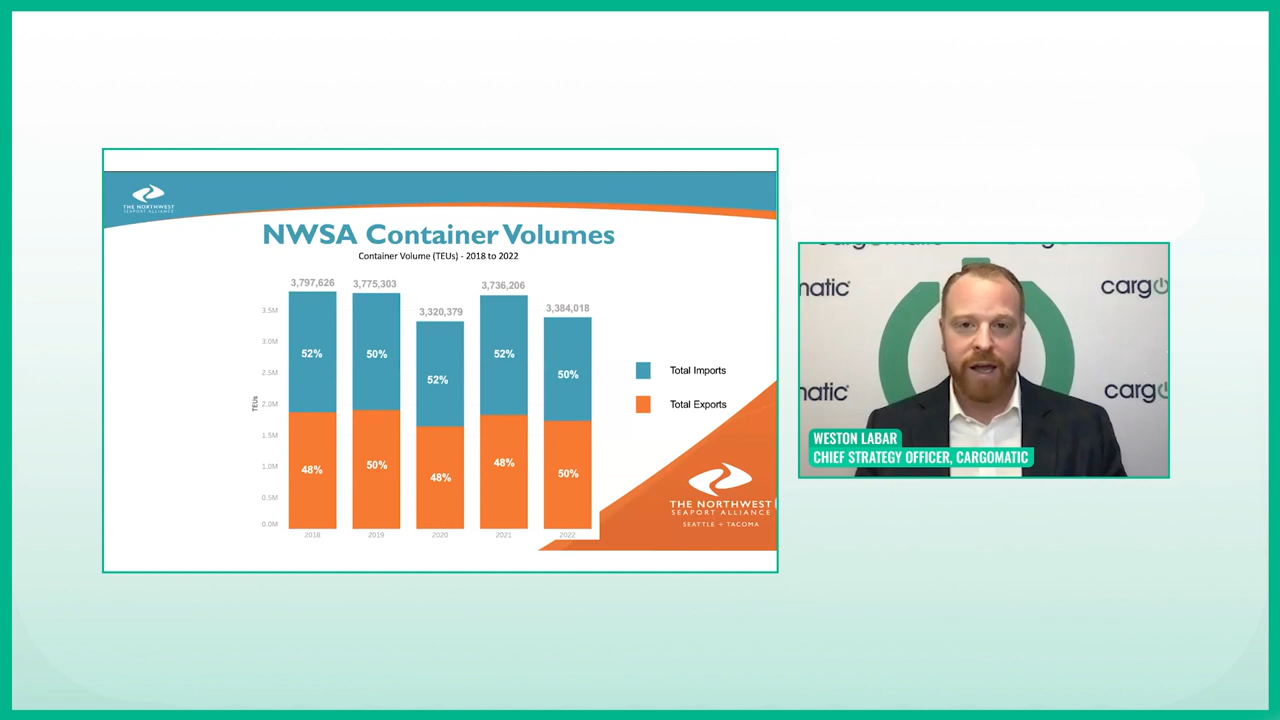 THE NORTHWEST
SEAPORT ALLIANCE
NWSA Container Volumes
Container Volume (TEUs) - 2018 to 2022
3,797,626
3,775,303
3,320,379
3,736,206
3,384,018
3.5M
3.0M
2.5M
2.0M
1.5M
1.0M
0.5M
0.0M
TEUs
52%
50%
52%
52%
50%
48%
50%
48%
48%
50%
2018
2019
2020
2021
2022
Total Imports
Total Exports
THE NORTHWEST
SEAPORT ALLIANCE
SEATTLE + TACOMA
matic
carg
matic
carg
WESTON LABAR
CHIEF STRATEGY OFFICER, CARGOMATIC